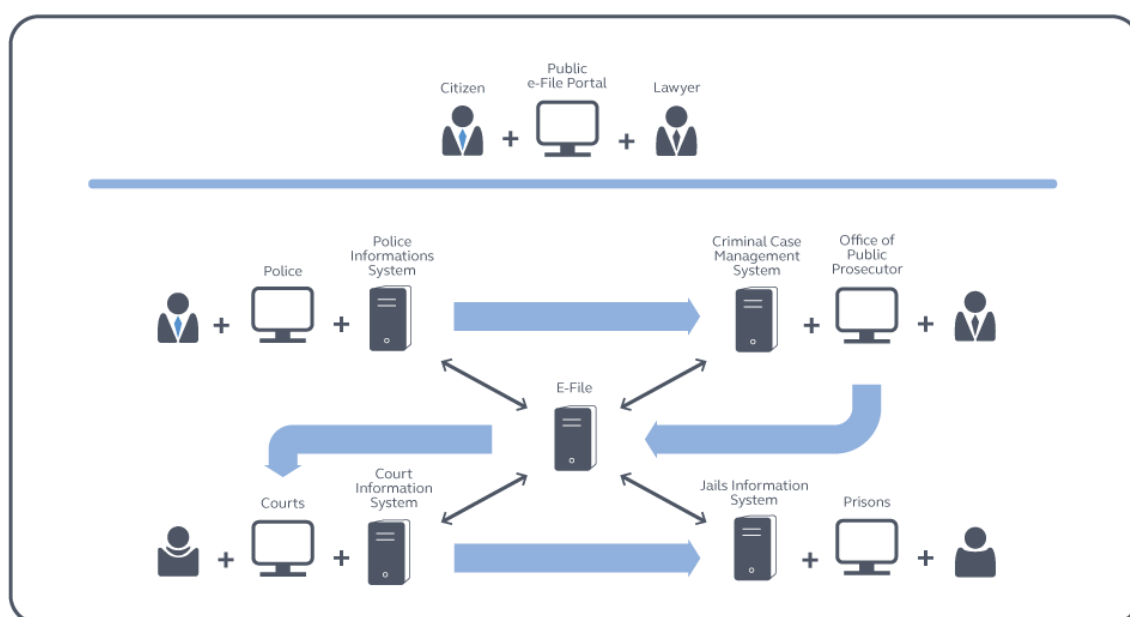 Citizen
Public
e-File Portal
Lawyer
Police
Police
Informations
System
Criminal Case
Management
System
Office of
Public
Prosecutor
E-File
Courts
Court
Information
System
Jails Information
System
Prisons